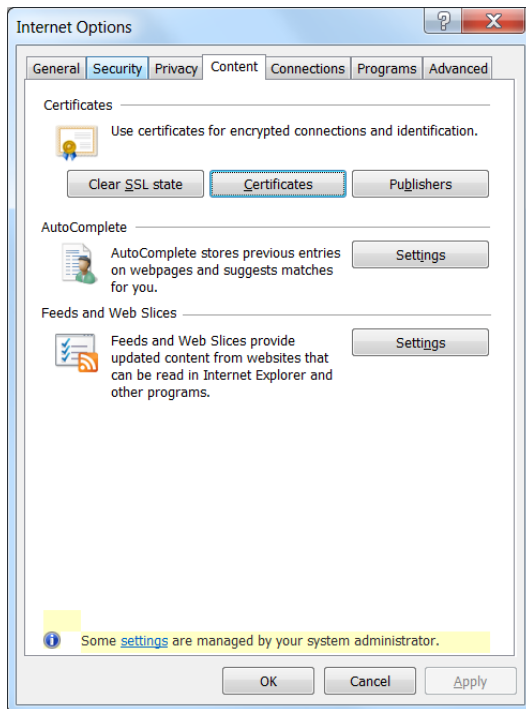 Internet Options
General Security Privacy Content Connections Programs Advanced
Certificates
Use certificates for encrypted connections and identification.
Clear SSL state Certificates Publishers
AutoComplete
AutoComplete stores previous entries
on webpages and suggests matches
for you.
Settings
Feeds and Web Slices
Feeds and Web Slices provide
updated content from websites that
can be read in Internet Explorer and
other programs.
Settings
Some settings are managed by your system administrator.
OK Cancel Apply